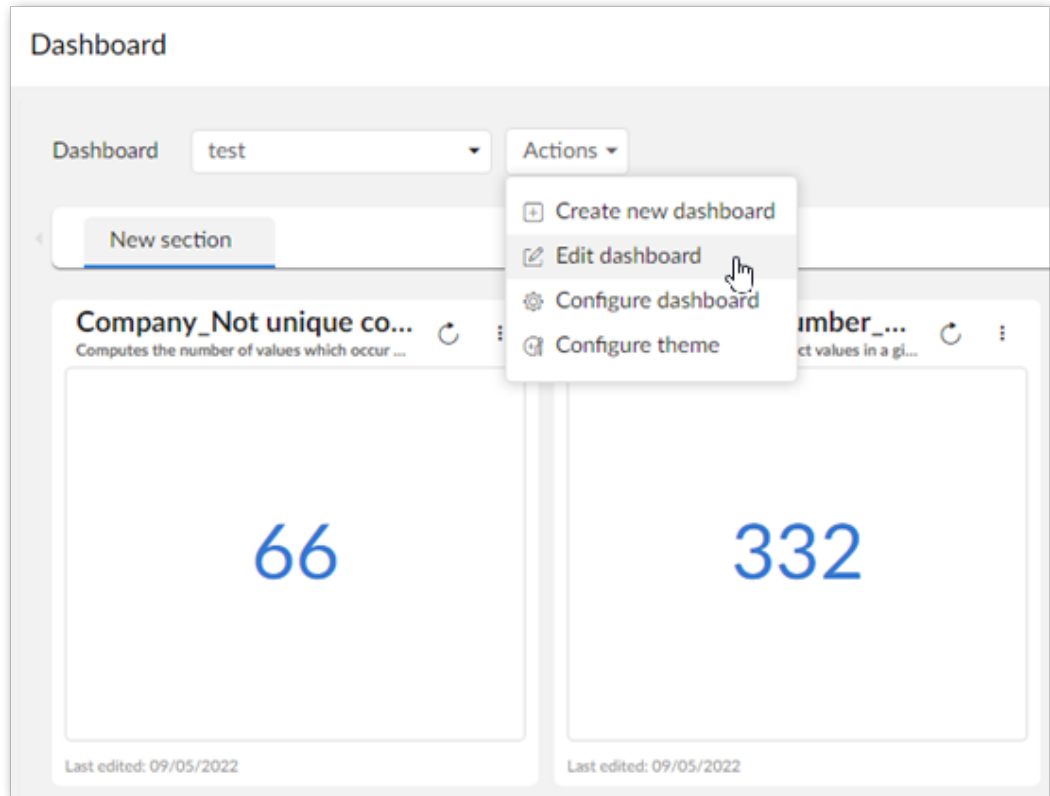 Dashboard
Dashboard test Actions
Create new dashboard
New section
Edit dashboard
Configure dashboard
Configure theme
Company_Not unique co...
Computes the number of values which occur ...
umber_...
ct values in a gi...
66
332
Last edited: 09/05/2022
Last edited: 09/05/2022